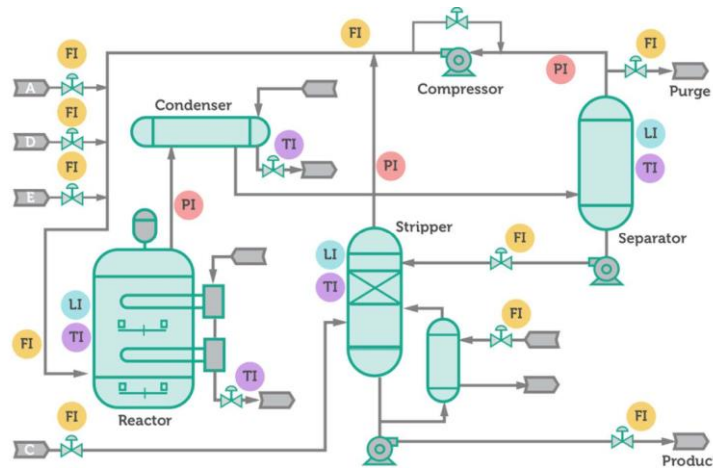 FI
FI
FI
PI
Compressor
Purge
A
Condenser
FI
D
TI
LI
FI
PI
TI
E
PI
Stripper
FI
Separator
LI
LI
TI
TI
FI
FI
TI
Reactor
FI
FI
C
Product